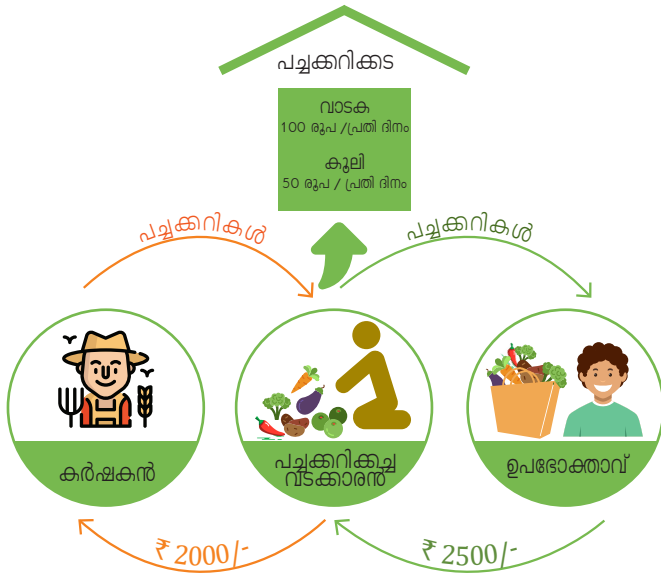 പച്ചക്കറിക്കട
വാടക
100 രൂപ /പ്രതി ദിനം
കൂലി
50 രൂപ / പ്രതി ദിനം
പച്ചക്കറികൾ
പച്ചക്കറികൾ
കർഷകൻ
പച്ചക്കറിക്കച്ച
വടക്കാരൻ
ഉപഭോക്താവ്
₹ 2000/-
₹ 2500/-